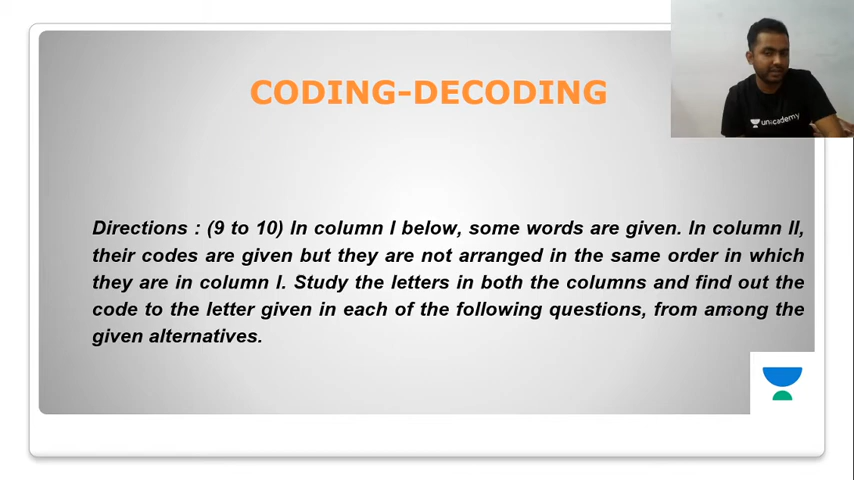 CODING-DECODING
unacademy
Directions : (9 to 10) In column I below, some words are given. In column II,
their codes are given but they are not arranged in the same order in which
they are in column I. Study the letters in both the columns and find out the
code to the letter given in each of the following questions, from among the
given alternatives.